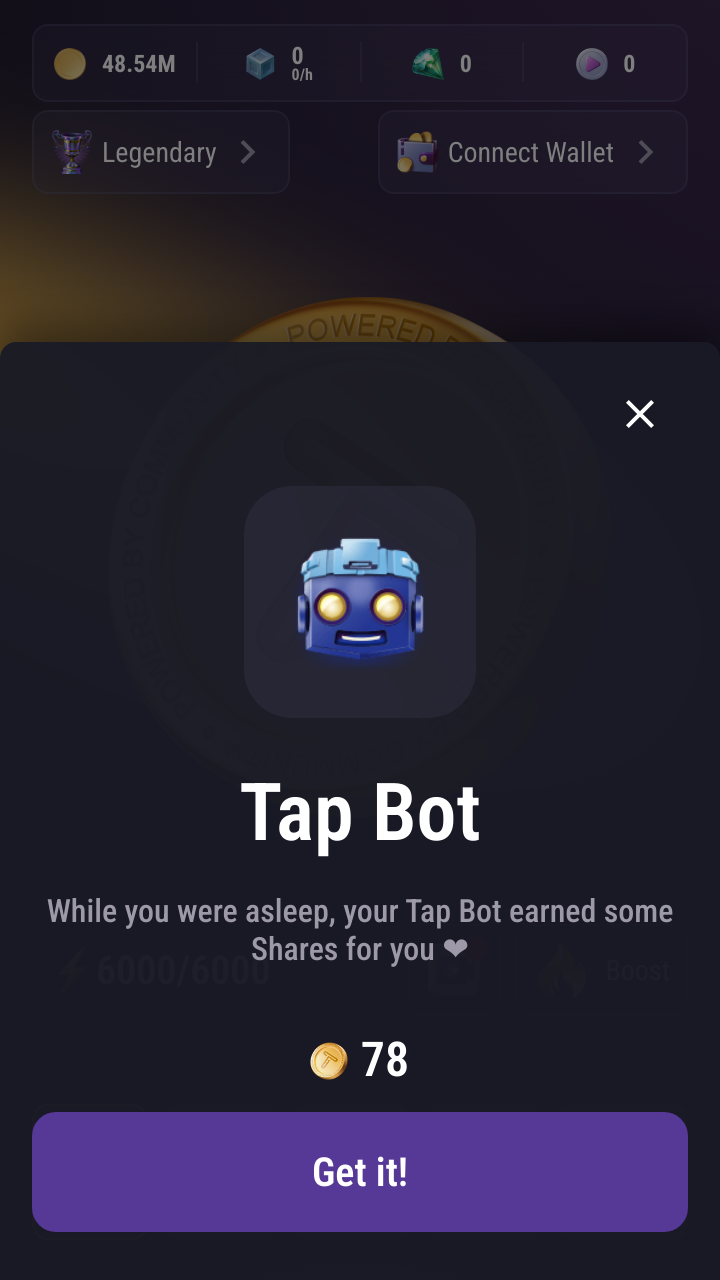 48.54M
0
0/h
0
0
Legendary
Connect Wallet
POWERED B
Tap Bot
While you were asleep, your Tap Bot earned some
Shares for you ❤
6000/6000
Boost
78
Get it!